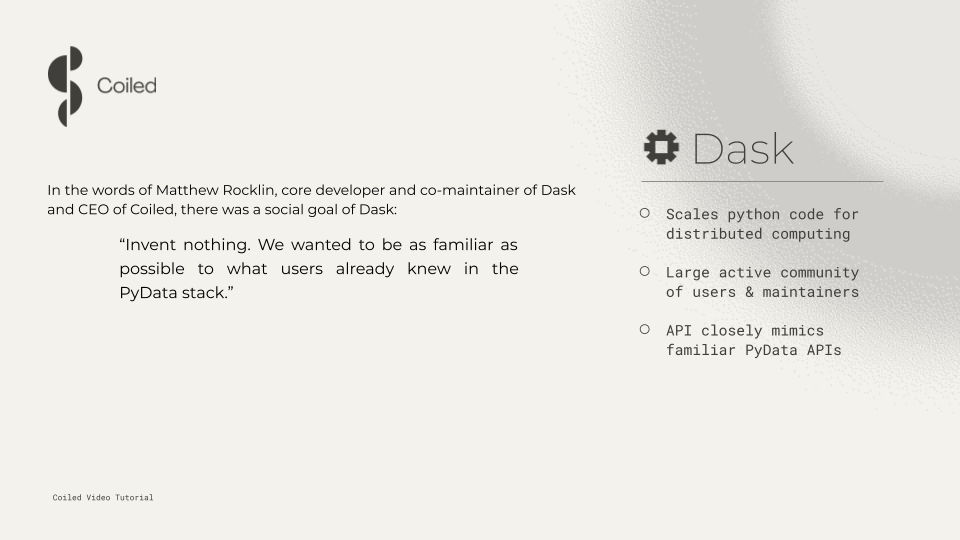 Coiled
In the words of Matthew Rocklin, core developer and co-maintainer of Dask
and CEO of Coiled, there was a social goal of Dask:
“Invent nothing. We wanted to be as familiar as
possible to what users already knew in the
PyData stack.”
Dask
Scales python code for
distributed computing
Large active community
of users & maintainers
API closely mimics
familiar PyData APIs
Coiled Video Tutorial